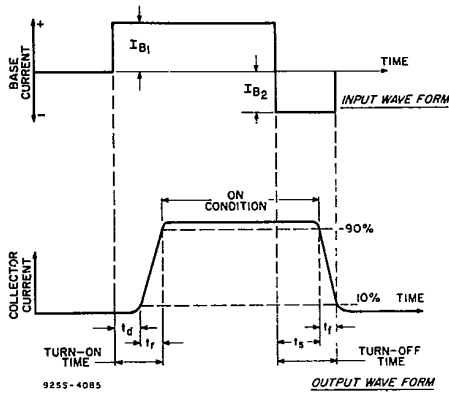 +
BASE
CURRENT
−
IB1
IB2
TIME
INPUT WAVE FORM
ON
CONDITION
90%
COLLECTOR
CURRENT
10%
TIME
td
tr
ts
tf
TURN-ON
TIME
TURN-OFF
TIME
92SS-4085
OUTPUT WAVE FORM